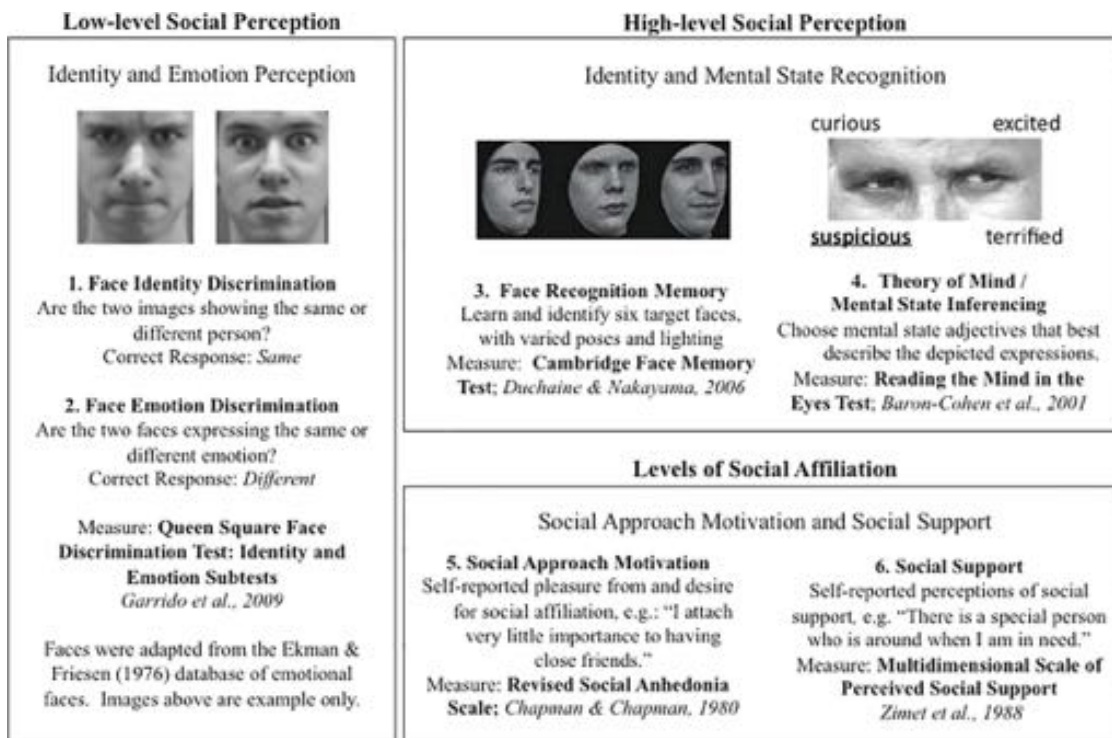 Low-level Social Perception
Identity and Emotion Perception
1. Face Identity Discrimination
Are the two images showing the same or
different person?
Correct Response: Same
2. Face Emotion Discrimination
Are the two faces expressing the same or
different emotion?
Correct Response: Different
Measure: Queen Square Face
Discrimination Test: Identity and
Emotion Subtests
Garrido et al., 2009
Faces were adapted from the Ekman &
Friesen (1976) database of emotional
faces. Images above are example only.
High-level Social Perception
Identity and Mental State Recognition
3. Face Recognition Memory
Learn and identify six target faces,
with varied poses and lighting
Measure: Cambridge Face Memory
Test; Duchaine & Nakayama, 2006
curious excited
suspicious terrified
4. Theory of Mind /
Mental State Inferencing
Choose mental state adjectives that best
describe the depicted expressions.
Measure: Reading the Mind in the
Eyes Test; Baron-Cohen et al., 2001
Levels of Social Affiliation
Social Approach Motivation and Social Support
5. Social Approach Motivation
Self-reported pleasure from and desire
for social affiliation, e.g.: “I attach
very little importance to having
close friends.”
Measure: Revised Social Anhedonia
Scale; Chapman & Chapman, 1980
6. Social Support
Self-reported perceptions of social
support, e.g. “There is a special person
who is around when I am in need.”
Measure: Multidimensional Scale of
Perceived Social Support
Zimet et al., 1988